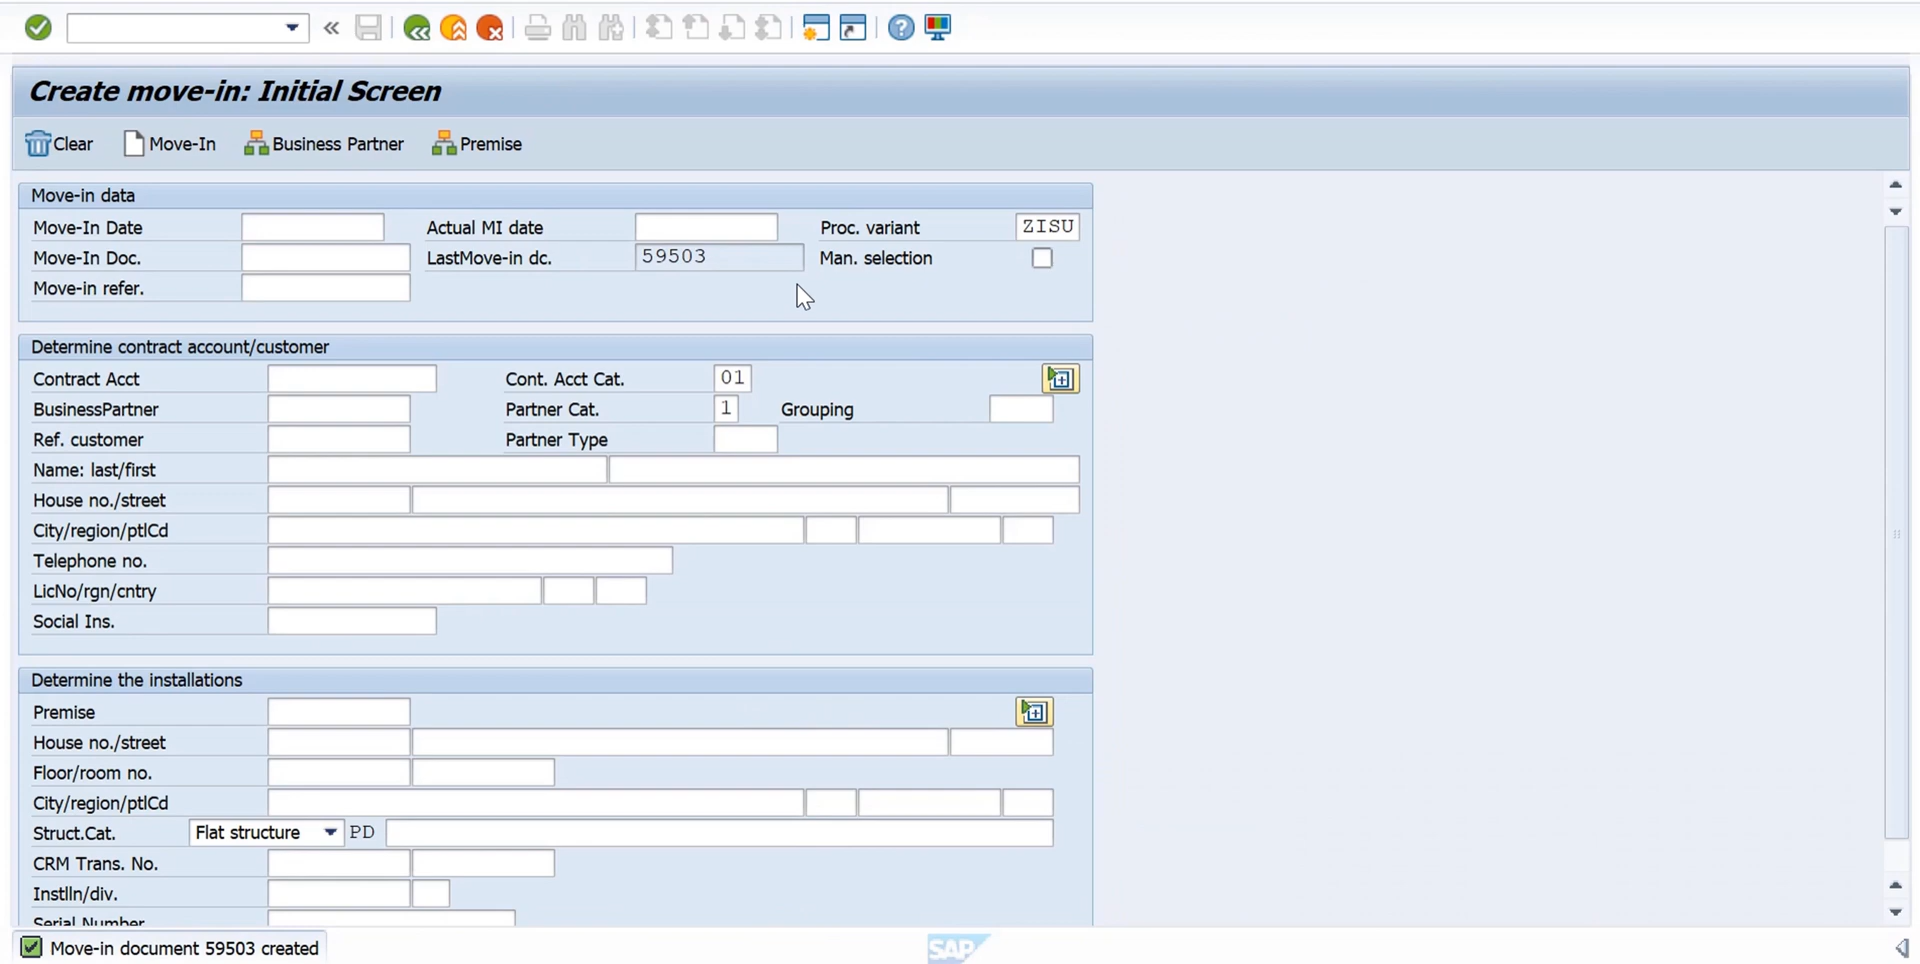 Create move-in: Initial Screen
Clear Move-In Business Partner Premise
Move-in data
Move-In Date Actual MI date Proc. variant ZISU
Move-In Doc. LastMove-in dc. 59503 Man. selection
Move-in refer.
Determine contract account/customer
Contract Acct Cont. Acct Cat. 01
BusinessPartner Partner Cat. 1 Grouping
Ref. customer Partner Type
Name: last/first
House no./street
City/region/ptlCd
Telephone no.
LicNo/rgn/cntry
Social Ins.
Determine the installations
Premise
House no./street
Floor/room no.
City/region/ptlCd
Struct.Cat. Flat structure PD
CRM Trans. No.
Instlln/div.
Serial Number
Move-in document 59503 created SAP